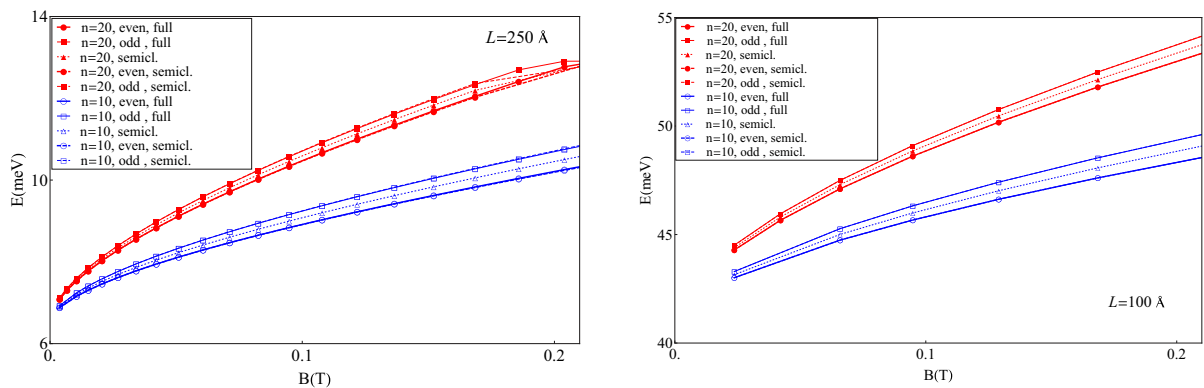 14
n=20, even, full
n=20, odd , full
n=20, semicl.
n=20, even, semicl.
n=20, odd , semicl.
n=10, even, full
n=10, odd , full
n=10, semicl.
n=10, even, semicl.
n=10, odd , semicl.
L=250 Å
E(meV)
10
6
0.
0.1
0.2
B(T)
55
n=20, even, full
n=20, odd , full
n=20, semicl.
n=20, even, semicl.
n=20, odd , semicl.
n=10, even, full
n=10, odd , full
n=10, semicl.
n=10, even, semicl.
n=10, odd , semicl.
50
E(meV)
45
L=100 Å
40
0.
0.1
0.2
B(T)